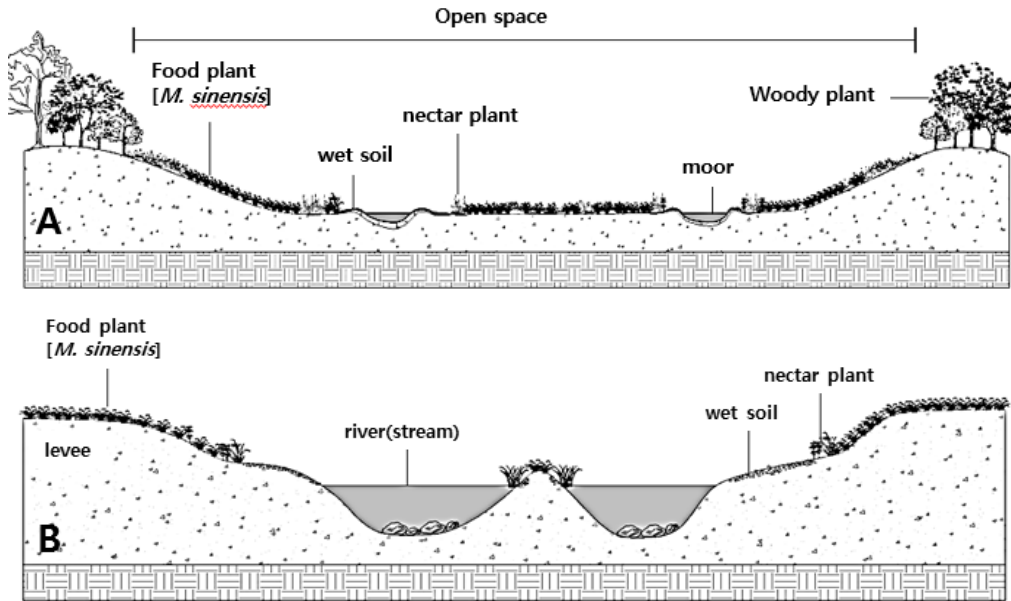 Open space
Food plant
[M. sinensis]
Woody plant
nectar plant
wet soil
moor
A
Food plant
[M. sinensis]
nectar plant
wet soil
river(stream)
levee
B